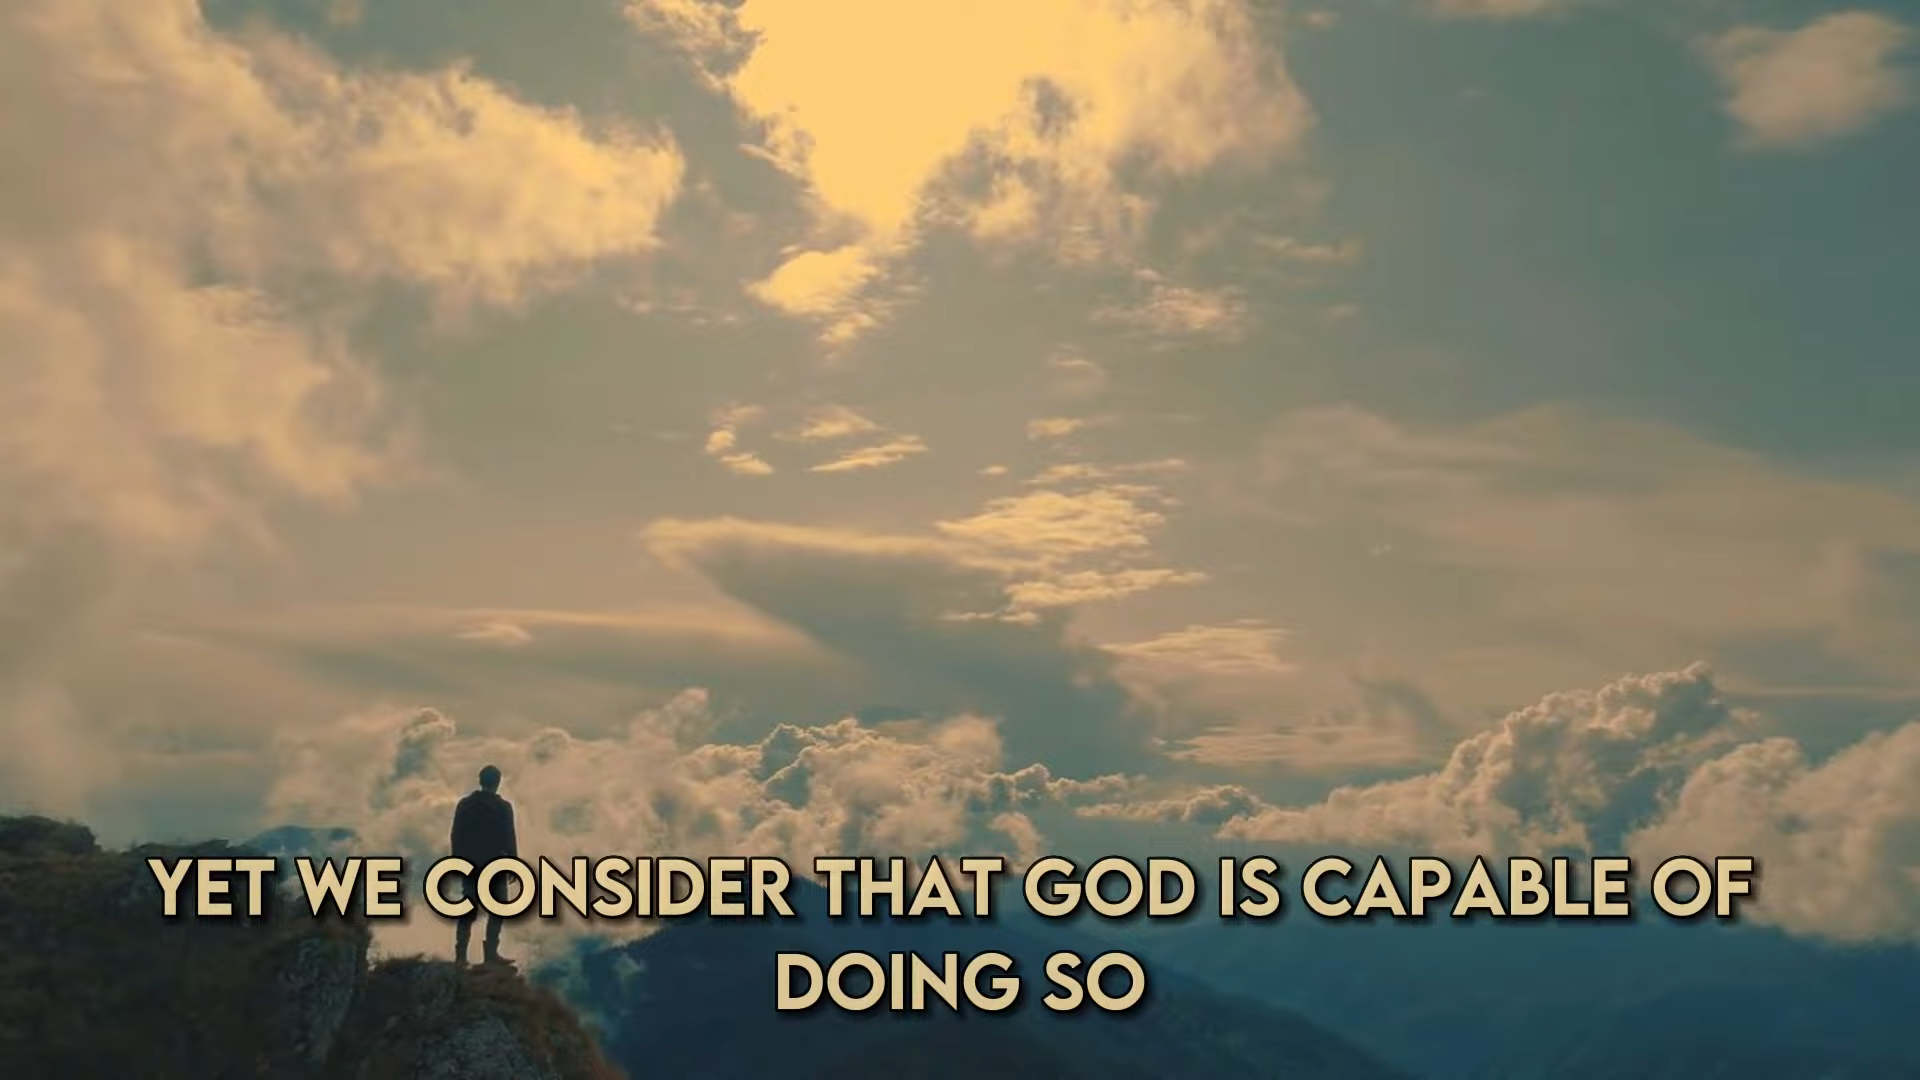 YET WE CONSIDER THAT GOD IS CAPABLE OF
DOING SO